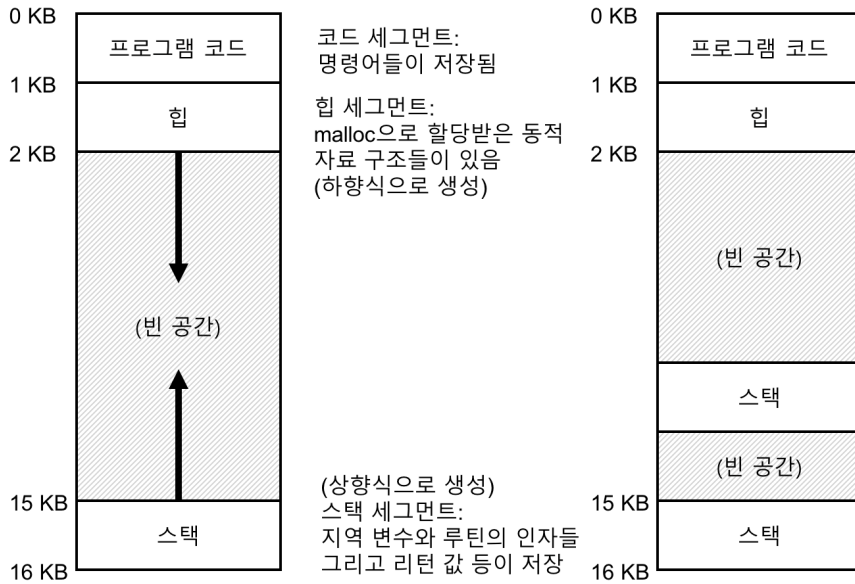 0 KB
프로그램 코드
1 KB
힙
2 KB
(빈 공간)
15 KB
스택
16 KB
코드 세그먼트:
명령어들이 저장됨
힙 세그먼트:
malloc으로 할당받은 동적
자료 구조들이 있음
(하향식으로 생성)
(상향식으로 생성)
스택 세그먼트:
지역 변수와 루틴의 인자들
그리고 리턴 값 등이 저장
0 KB
프로그램 코드
1 KB
힙
2 KB
(빈 공간)
스택
(빈 공간)
15 KB
스택
16 KB